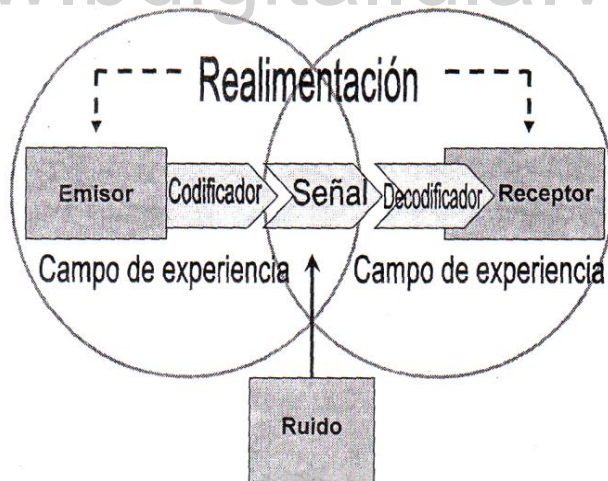 Realimentación
Emisor
Codificador
Señal
Decodificador
Receptor
Campo de experiencia
Campo de experiencia
Ruido